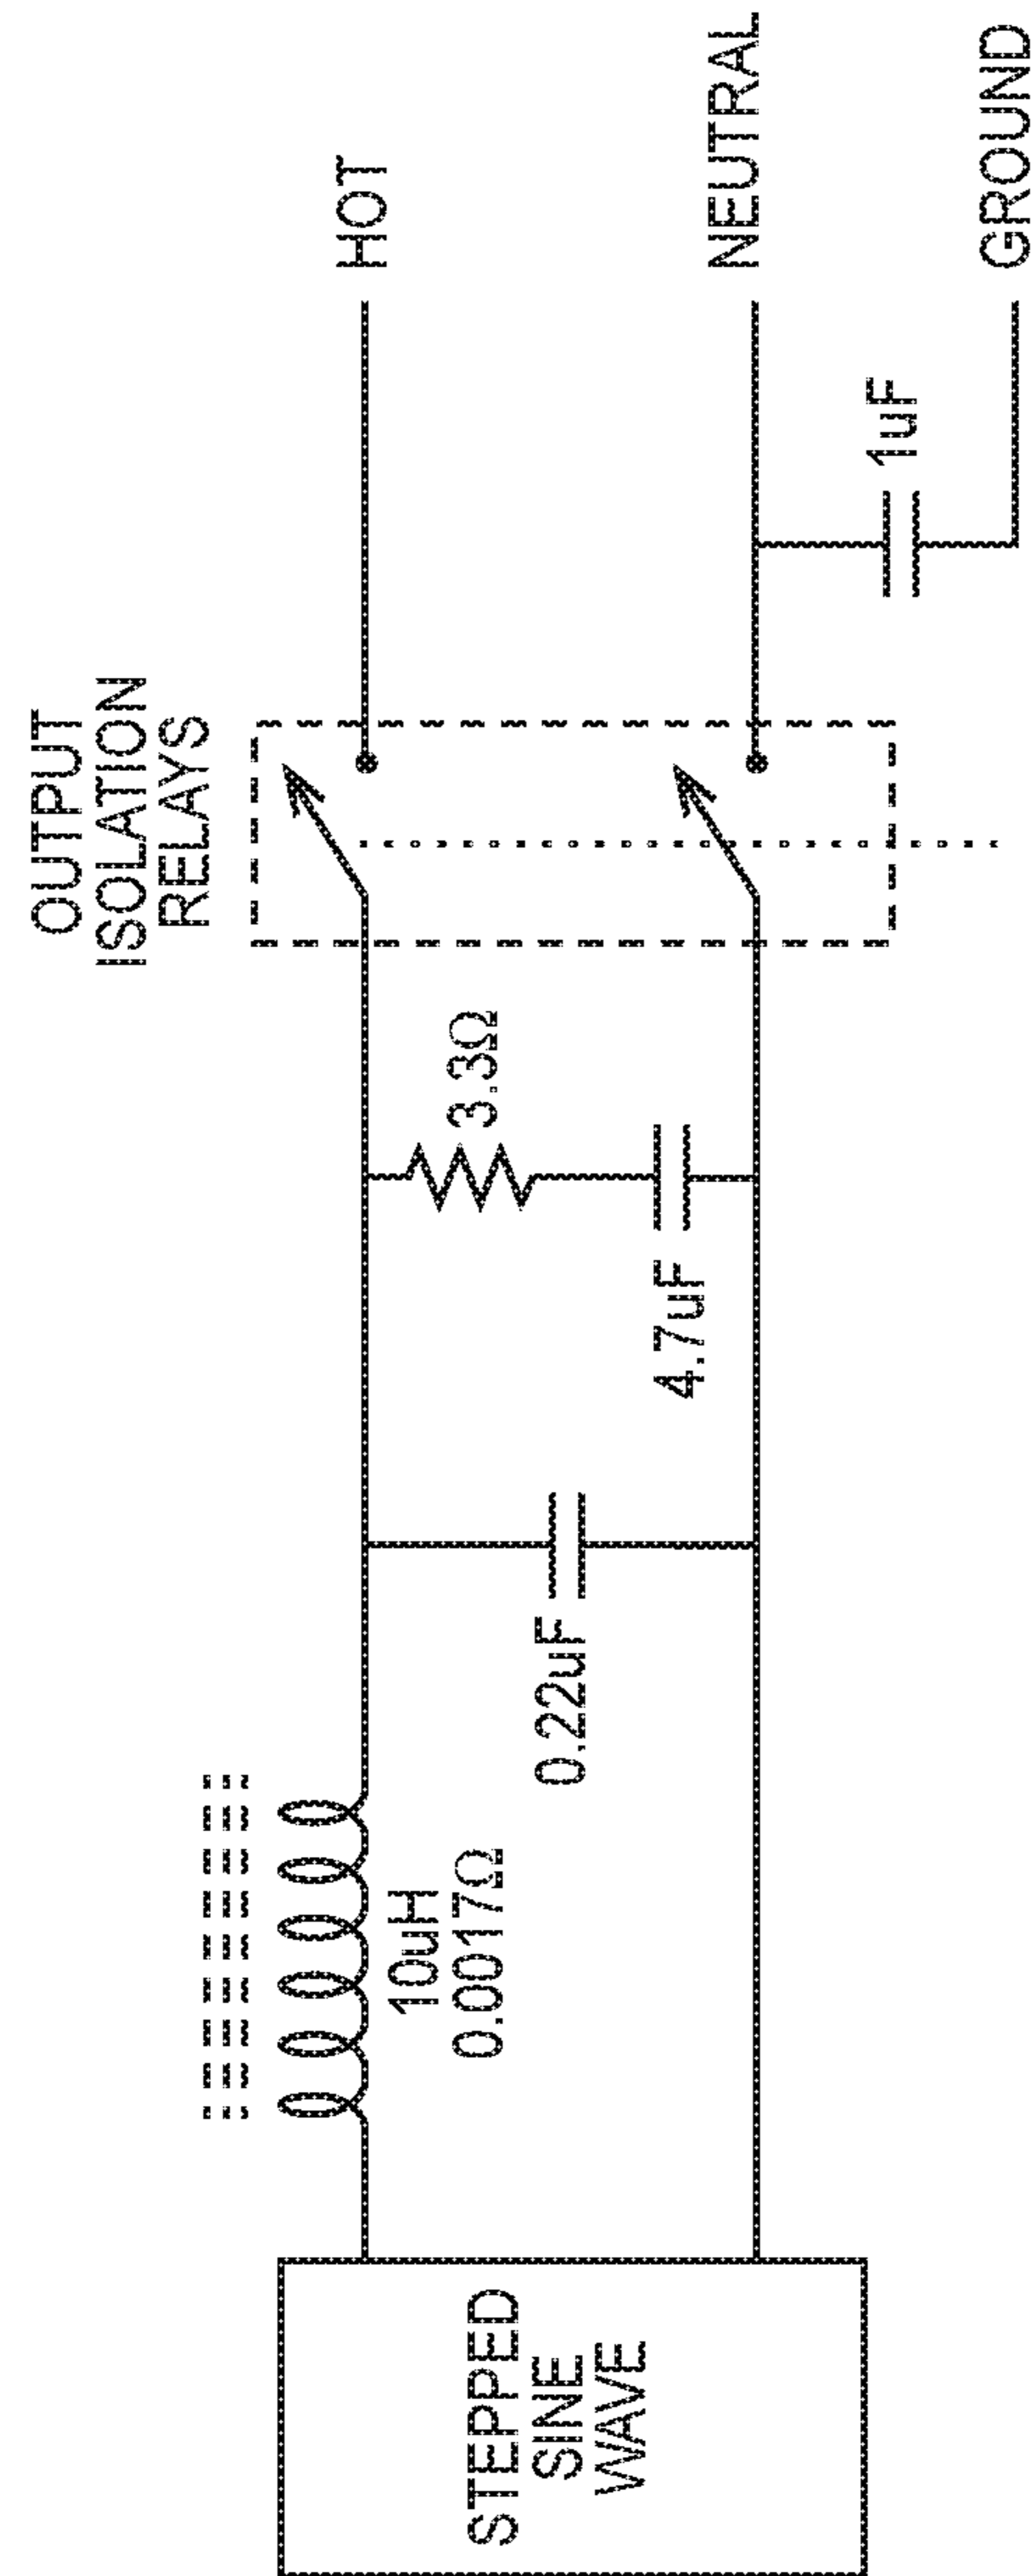 STEPPED
SINE
WAVE
10uH
0.0017Ω
0.22uF
4.7uF
3.3Ω
OUTPUT
ISOLATION
RELAYS
HOT
NEUTRAL
1uF
GROUND